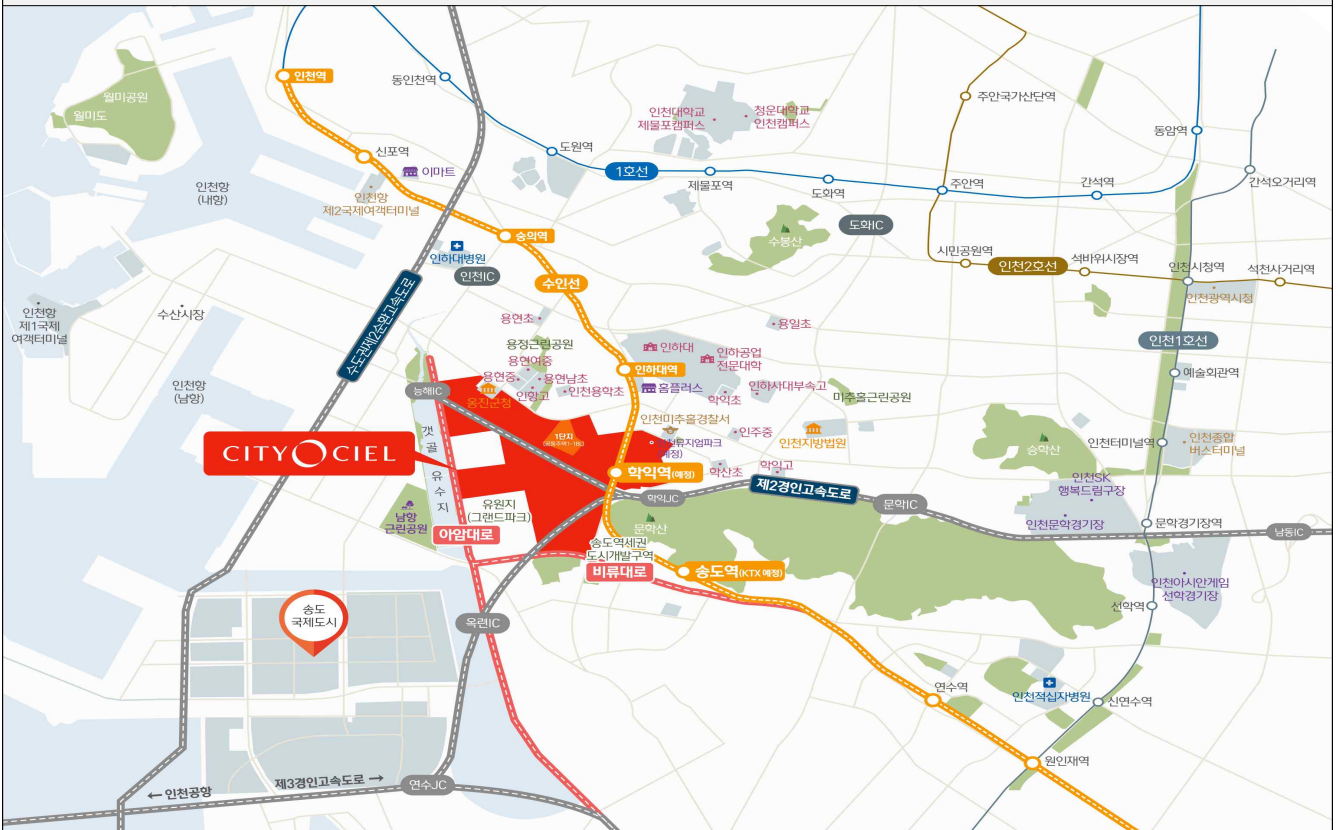 인천역
동인천역
월미공원
월미도
신포역
이마트
인천항
(내항)
인천항
제2국제여객터미널
도원역
1호선
인천대학교
제물포캠퍼스
청운대학교
인천캠퍼스
제물포역
도화역
주안국가산단역
주안역
간석역
동암역
간석오거리역
수봉산
도화IC
시민공원역
인천2호선
석바위시장역
인천시청역
석천사거리역
인천광역시청
숭의역
인하대병원
인천IC
수인선
수도권제2순환고속도로
인천항
제1국제
여객터미널
수산시장
인천항
(남항)
용현초
용정근린공원
용현여중
용현중
용현남초
인항고
인천용학초
옹진군청
능해IC
인하대역
인하대
인하공업
전문대학
홈플러스
용일초
학익초
인하사대부속고
미추홀근린공원
인천미추홀경찰서
인주중
인천지방법원
인천1호선
예술회관역
인천터미널역
인천종합
버스터미널
승학산
CITY CIEL
갯골 유수지
1단지
학익역(예정)
학산초
학익고
학익JC
제2경인고속도로
문학IC
인천SK
행복드림구장
인천문학경기장
문학경기장역
남동IC
남항
근린공원
아암대로
유원지
(그랜드파크)
문학산
송도역세권
도시개발구역
비류대로
송도역(KTX 예정)
인천아시안게임
선학경기장
선학역
송도
국제도시
옥련IC
연수역
인천적십자병원
신연수역
원인재역
제3경인고속도로 →
← 인천공항
연수JC